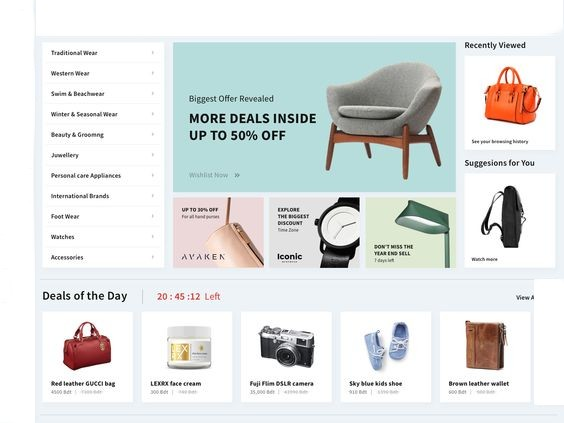 Traditional Wear
Western Wear
Swim & Beachwear
Winter & Seasonal Wear
Beauty & Groomng
Juwellery
Personal care Appliances
International Brands
Foot Wear
Watches
Accessories
Biggest Offer Revealed
MORE DEALS INSIDE
UP TO 50% OFF
Wishlist Now »
UP TO 30% OFF
For all hand purses
AVAKEN
EXPLORE
THE BIGGEST
DISCOUNT
Time Zone
Iconic
DON'T MISS THE
YEAR END SELL
7 days left
Recently Viewed
See your browsing history
Suggesions for You
Watch more
Deals of the Day
20 : 45 : 12 Left
View A
Red leather GUCCI bag
4500 Bdt
LEXRX face cream
300 Bdt
Fuji Flim DSLR camera
35,000 Bdt
Sky blue kids shoe
910 Bdt
Brown leather wallet
600 Bdt